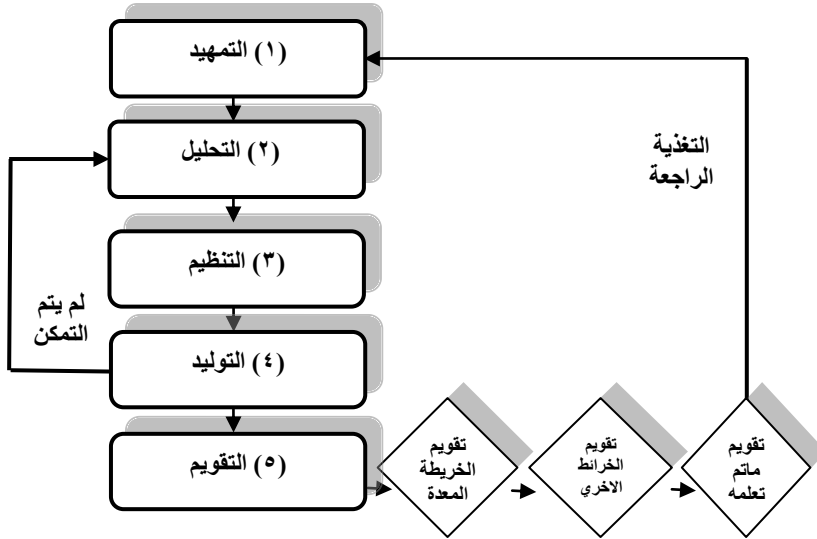 (١) التمهيد
(٢) التحليل
(٣) التنظيم
(٤) التوليد
(٥) التقويم
لم يتم
التمكن
التغذية
الراجعة
تقويم
الخريطة
المعدة
تقويم
الخرائط
الاخري
تقويم
ماتم
تعلمه